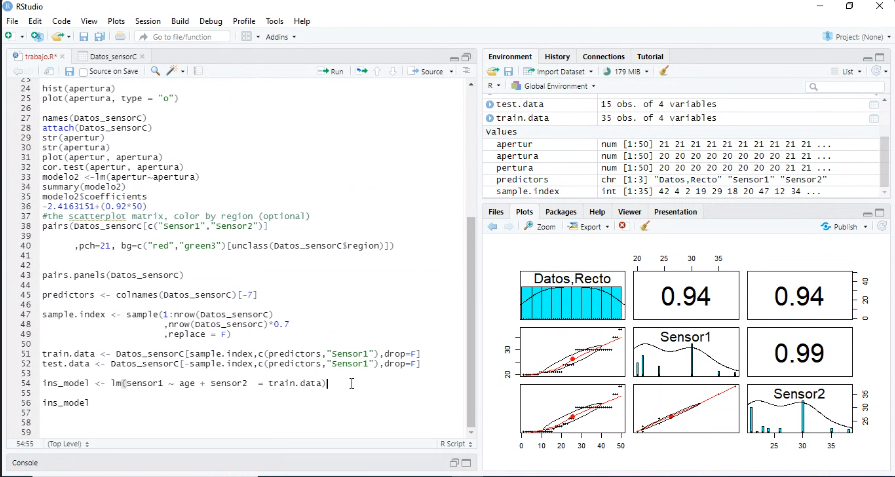 RStudio
File Edit Code View Plots Session Build Debug Profile Tools Help
Go to file/function Addins Project: (None)
trabajo.R* Datos_sensorC
Source on Save Run Source
23
24 hist(apertura)
25 plot(apertura, type = "o")
26
27 names(Datos_sensorC)
28 attach(Datos_sensorC)
29 str(apertur)
30 str(apertura)
31 plot(apertur, apertura)
32 cor.test(apertur, apertura)
33 modelo2 <-lm(apertur~apertura)
34 summary(modelo2)
35 modelo2$coefficients
36 -2.4163151+(0.92*50)
37 #the scatterplot matrix, color by region (optional)
38 pairs(Datos_sensorC[c("Sensor1","Sensor2")]
39
40 ,pch=21, bg=c("red","green3")[unclass(Datos_sensorC$region)])
41
42
43 pairs.panels(Datos_sensorC)
44
45 predictors <- colnames(Datos_sensorC)[-7]
46
47 sample.index <- sample(1:nrow(Datos_sensorC)
48 ,nrow(Datos_sensorC)*0.7
49 ,replace = F)
50
51 train.data <- Datos_sensorC[sample.index,c(predictors,"Sensor1"),drop=F]
52 test.data <- Datos_sensorC[-sample.index,c(predictors,"Sensor1"),drop=F]
53
54 ins_model <- lm(sensor1 ~ age + sensor2 = train.data)
55
56 ins_model
57
58
59
54:55 (Top Level) R Script
Console
Environment History Connections Tutorial
Import Dataset 179 MiB List
R Global Environment
test.data 15 obs. of 4 variables
train.data 35 obs. of 4 variables
Values
apertur num [1:50] 21 21 21 21 21 21 21 21 21 21 ...
apertura num [1:50] 20 20 20 20 20 20 20 20 21 21 ...
pertura num [1:50] 20 20 20 20 20 20 20 20 21 21 ...
predictors chr [1:3] "Datos,Recto" "Sensor1" "Sensor2"
sample.index int [1:35] 42 4 2 19 29 18 20 47 12 34 ...
Files Plots Packages Help Viewer Presentation
Zoom Export Publish
20 25 30 35
Datos,Recto 0.94 0.94
0 20 40
Sensor1 0.99
20 30
Sensor2
25 30 35
0 10 20 30 40 50 25 30 35